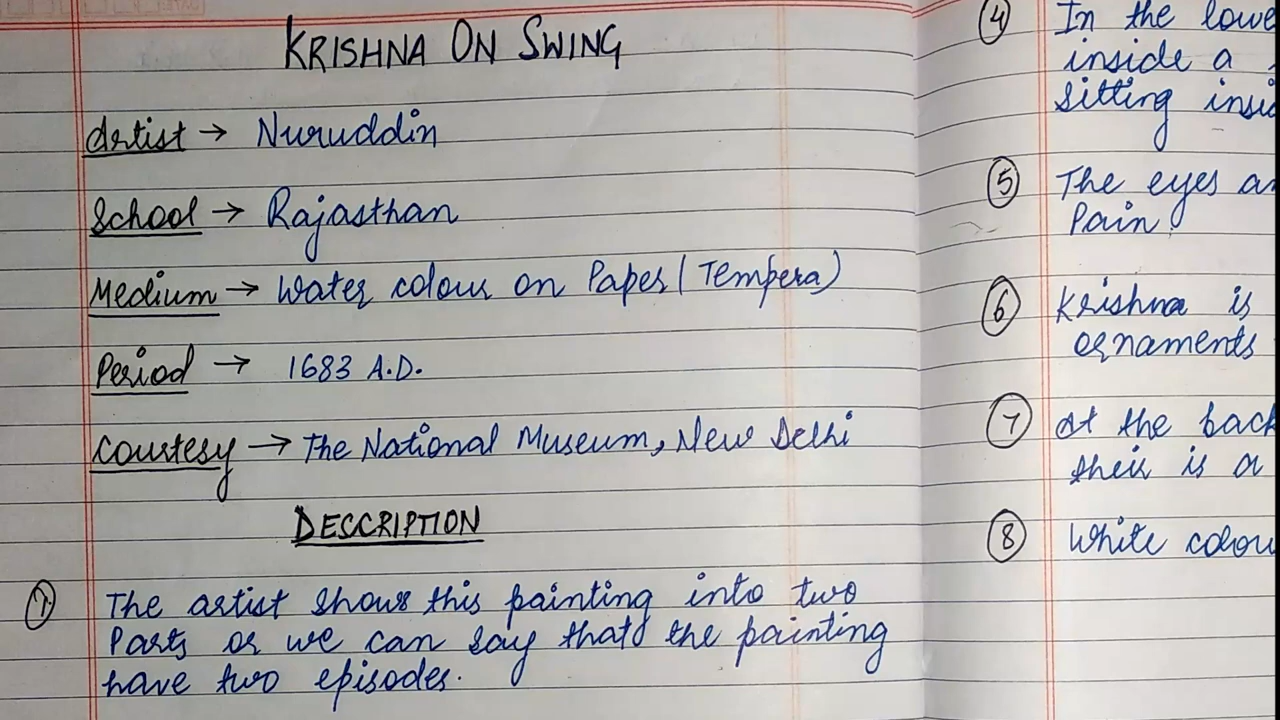 KRISHNA ON SWING
Artist → Nuruddin
School → Rajasthan
Medium → Water colour on Paper (Tempera)
Period → 1683 A.D.
Courtesy → The National Museum, New Delhi
DESCRIPTION
1 The artist shows this painting into two
Parts or we can say that the painting
have two episodes.
4 In the lowe
inside a
Sitting insid
5 The eyes a
Pain.
6 Krishna is
ornaments
7 At the back
their is a
8 White colou